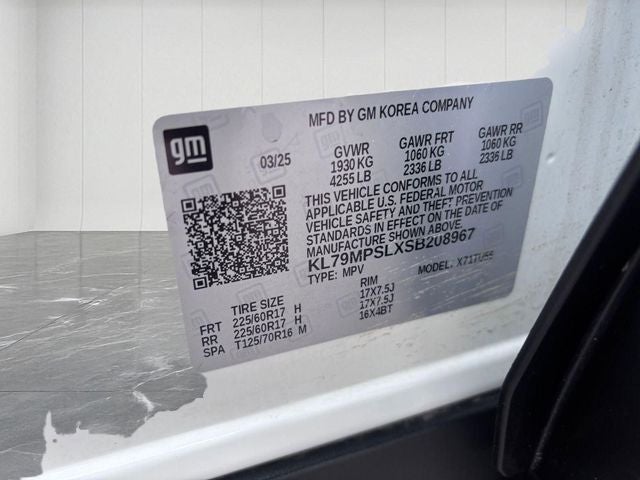 MFD BY GM KOREA COMPANY
gm
03/25
GVWR GAWR FRT GAWR RR
1930 KG 1060 KG 1060 KG
4255 LB 2336 LB 2336 LB
THIS VEHICLE CONFORMS TO ALL
APPLICABLE U.S. FEDERAL MOTOR
VEHICLE SAFETY AND THEFT PREVENTION
STANDARDS IN EFFECT ON THE DATE OF
MANUFACTURE SHOWN ABOVE.
KL79MPSLXSB208967
TYPE: MPV MODEL: X71TU55
TIRE SIZE RIM
FRT 225/60R17 H 17X7.5J
RR 225/60R17 H 17X7.5J
SPA T125/70R16 M 16X4BT